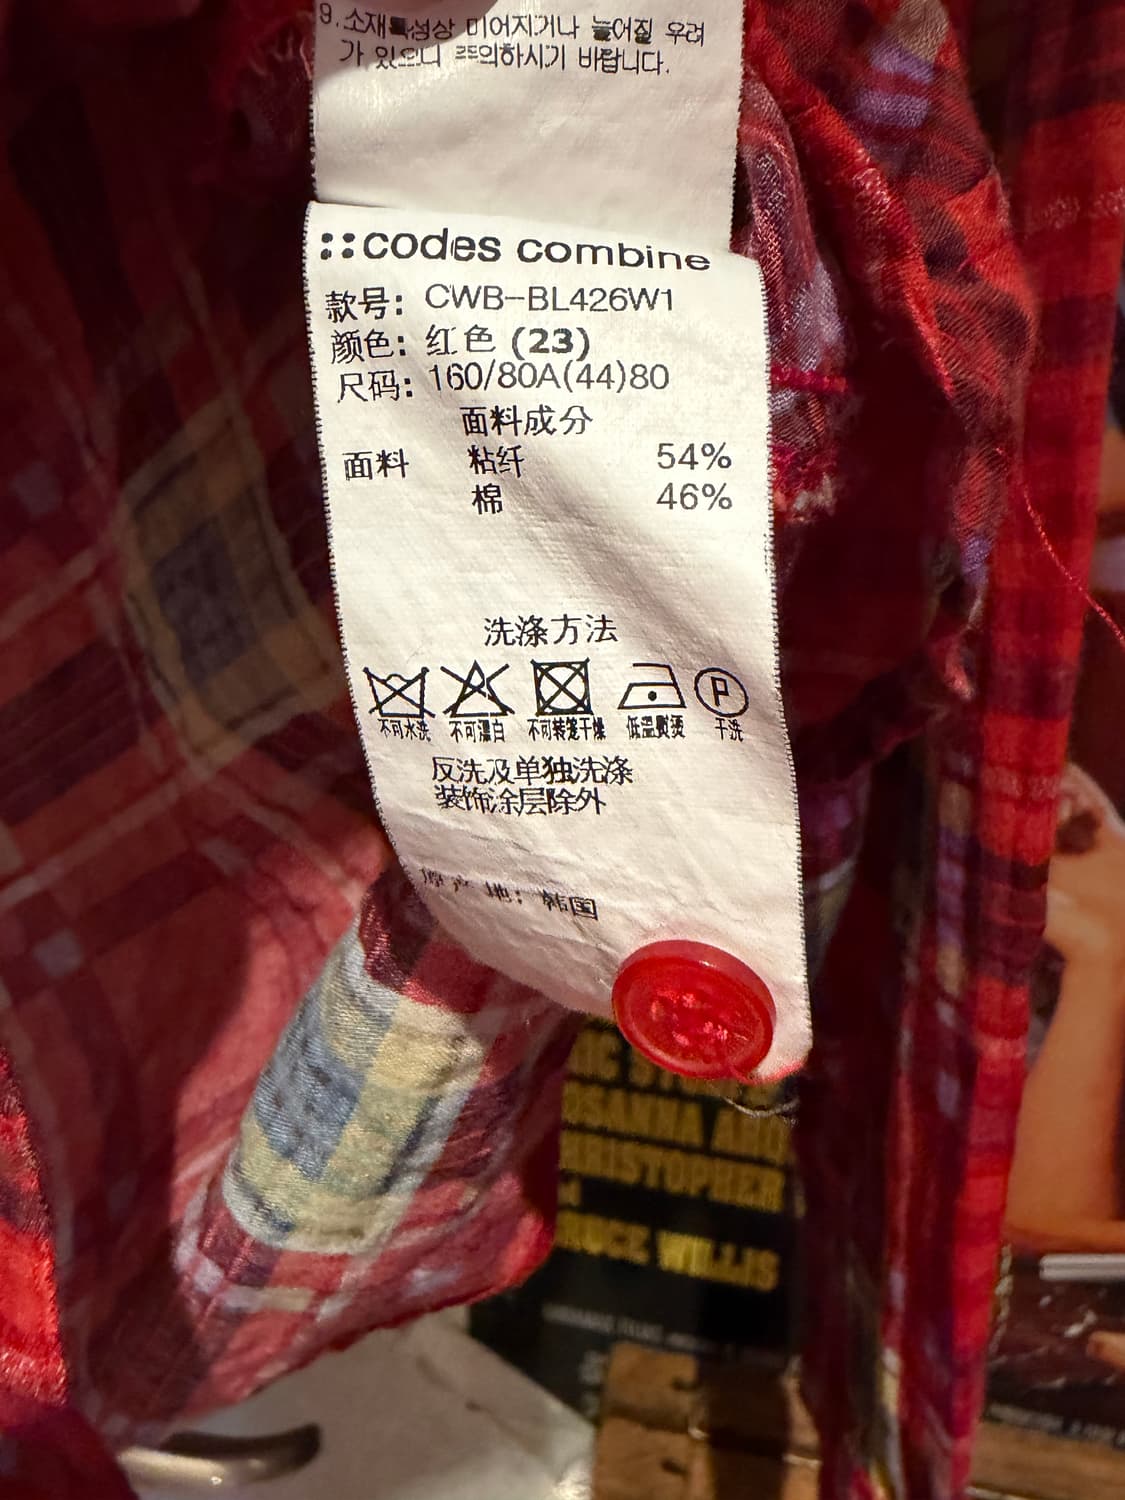 9.소재특성상 미어지거나 늘어질 우려
가 있으니 주의하시기 바랍니다.
codes combine
款号: CWB-BL426W1
颜色: 红色 (23)
尺码: 160/80A(44)80
面料成分
面料 粘纤 54%
棉 46%
洗涤方法
P
不可水洗 不可漂白 不可装笼干燥 低温熨烫 干洗
反洗及单独洗涤
装饰涂层除外
原产地: 韩国
OSANNA ARQ
HRISTOPHER
RUCE WILLIS